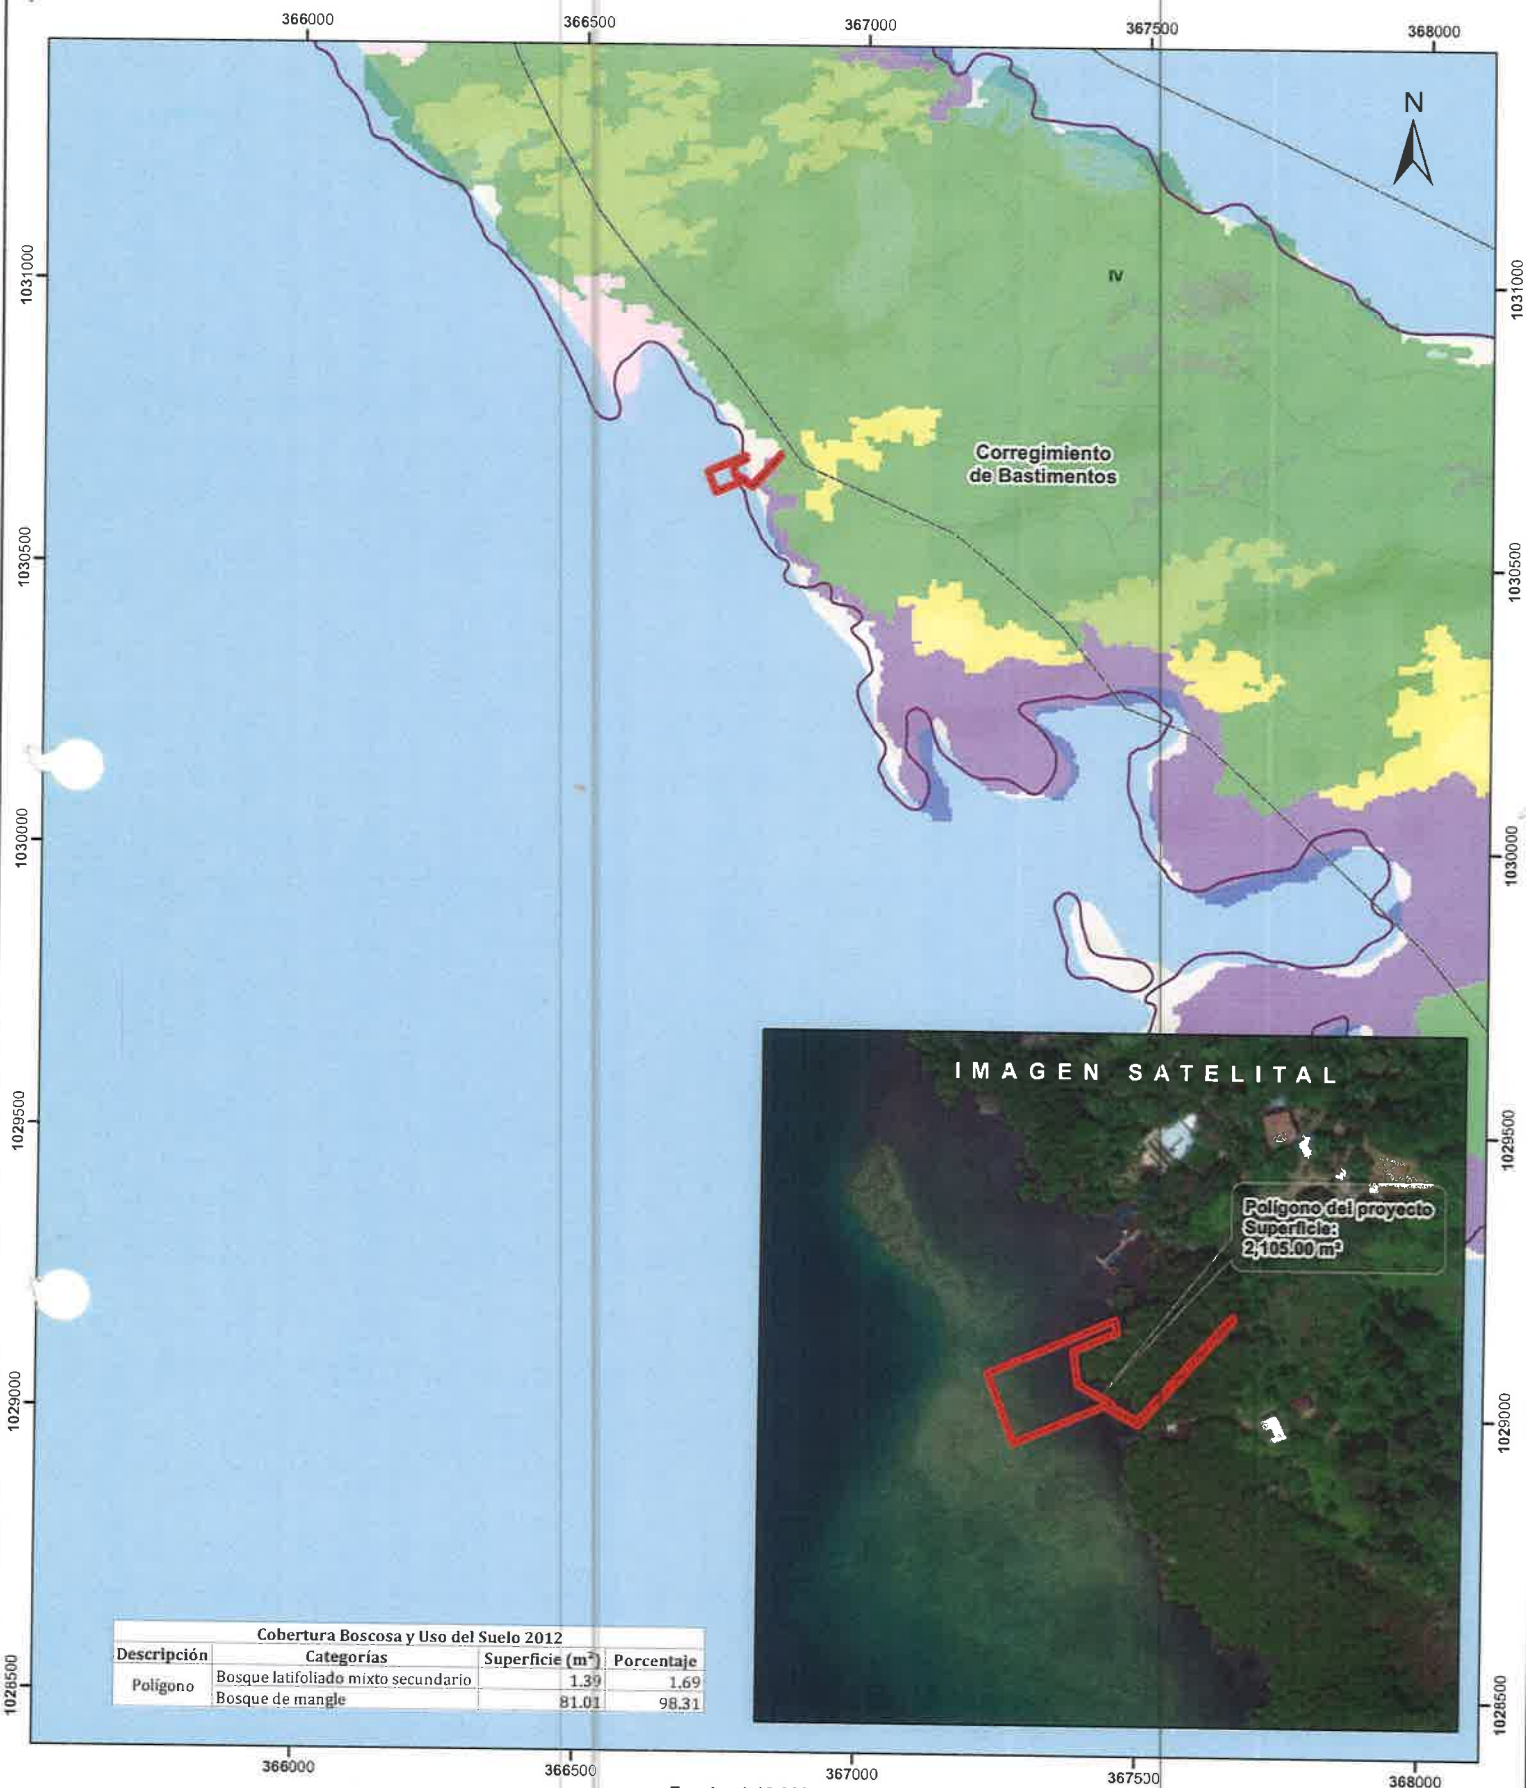 366000 366500 367000 367500 368000
N
1031000 1031000
IV
Corregimiento
de Bastimentos
1030500 1030500
1030000 1030000
IMAGEN SATELITAL
1029500 1029500
Polígono del proyecto
Superficie:
2,105.00 m²
1029000 1029000
Cobertura Boscosa y Uso del Suelo 2012
Descripción Categorías Superficie (m²) Porcentaje
Polígono Bosque latifoliado mixto secundario 1.39 1.69
Bosque de mangle 81.01 98.31
1028500 1028500
366000 366500 367000 367500 368000